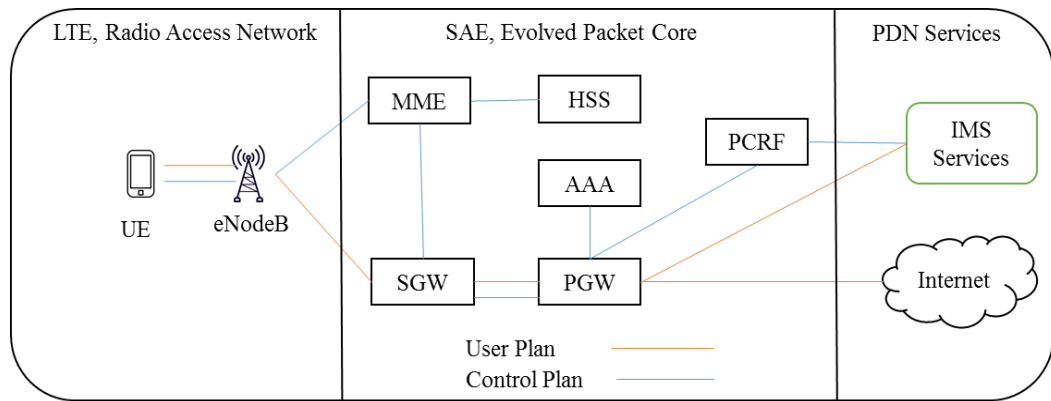 LTE, Radio Access Network
SAE, Evolved Packet Core
PDN Services
MME
HSS
PCRF
IMS
Services
AAA
UE
eNodeB
SGW
PGW
Internet
User Plan
Control Plan